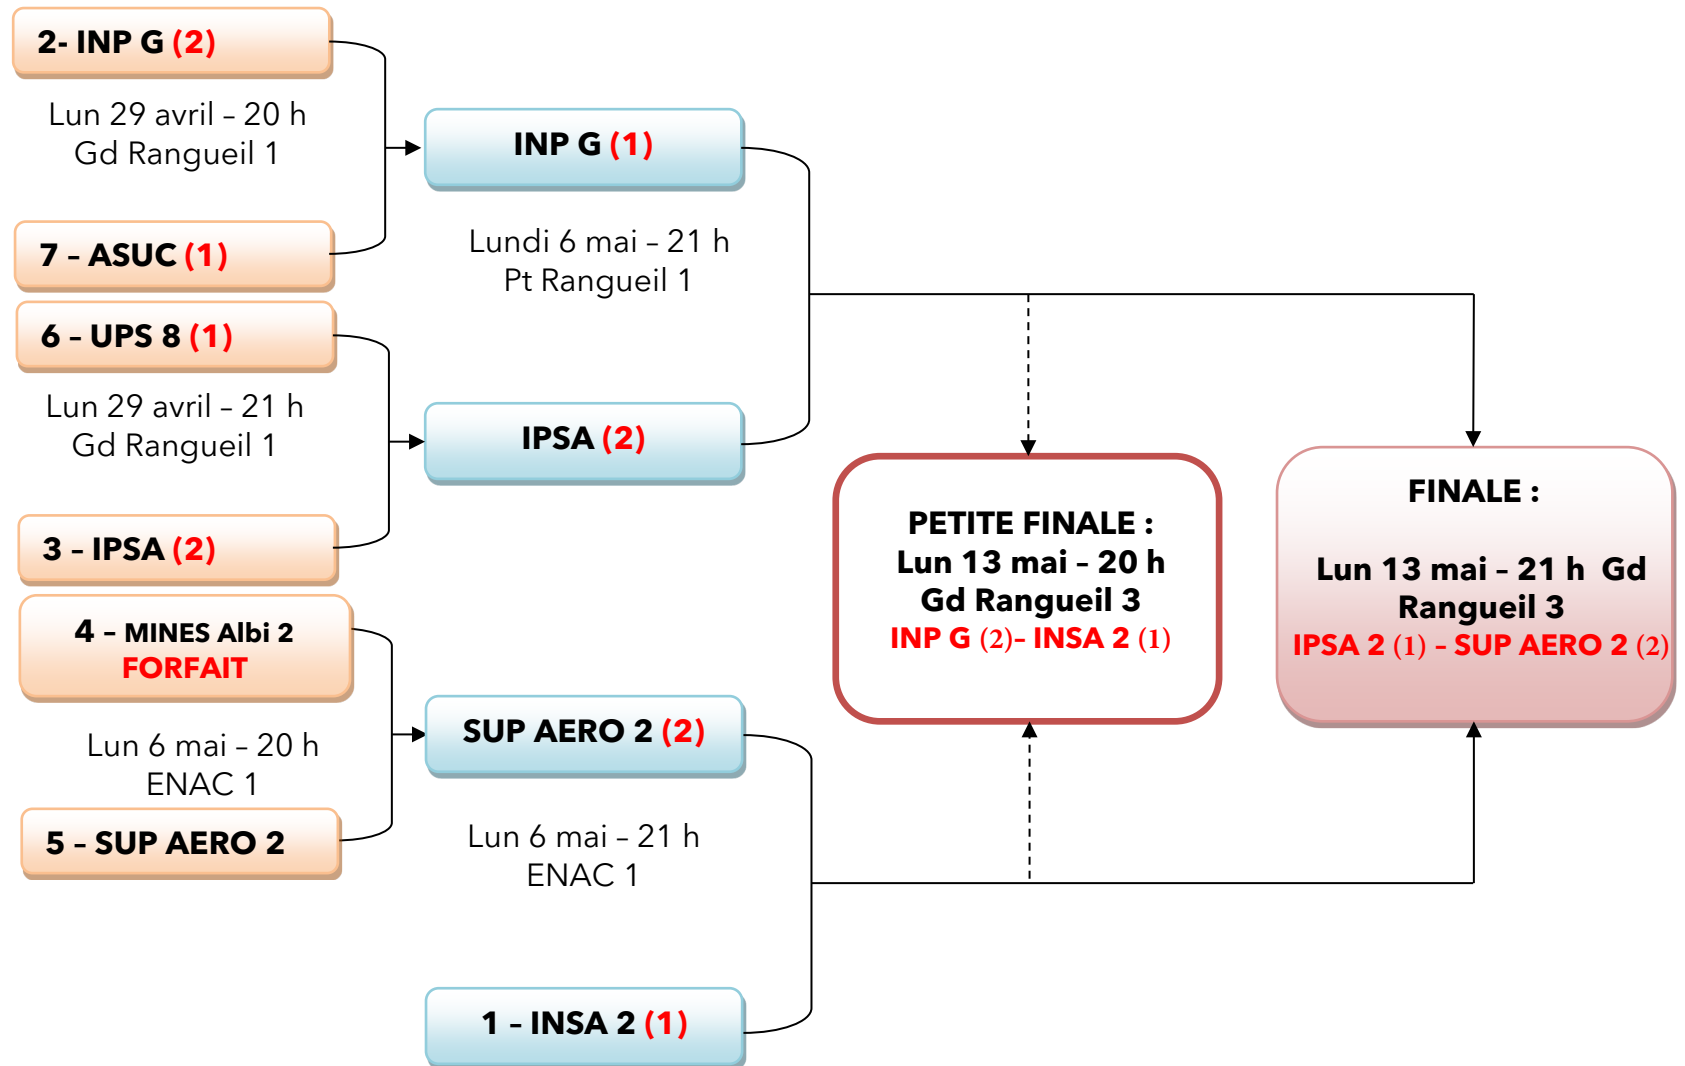 2- INP G (2)
Lun 29 avril – 20 h
Gd Rangueil 1
7 – ASUC (1)
6 – UPS 8 (1)
Lun 29 avril – 21 h
Gd Rangueil 1
3 – IPSA (2)
4 – MINES Albi 2
FORFAIT
Lun 6 mai – 20 h
ENAC 1
5 – SUP AERO 2
INP G (1)
Lundi 6 mai – 21 h
Pt Rangueil 1
IPSA (2)
SUP AERO 2 (2)
Lun 6 mai – 21 h
ENAC 1
1 – INSA 2 (1)
PETITE FINALE :
Lun 13 mai – 20 h
Gd Rangueil 3
INP G (2)– INSA 2 (1)
FINALE :
Lun 13 mai – 21 h  Gd
Rangueil 3
IPSA 2 (1) – SUP AERO 2 (2)